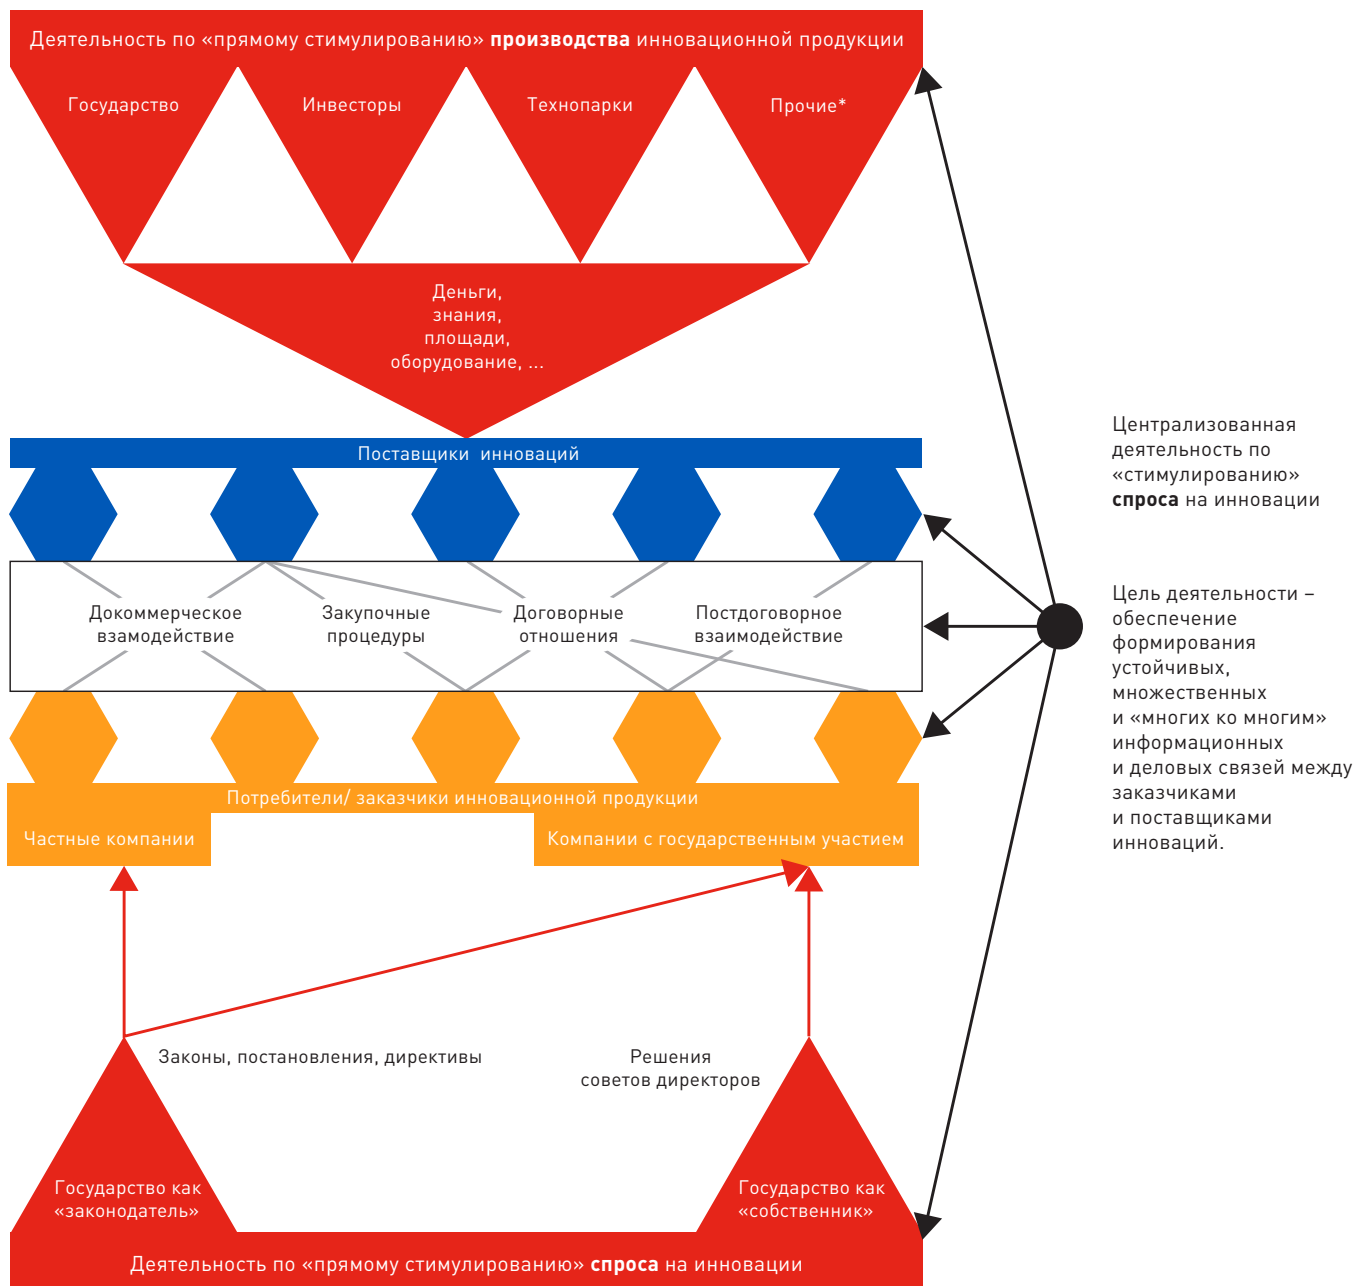 Деятельность по «прямому стимулированию» производства инновационной продукции
Государство
Инвесторы
Технопарки
Прочие*
Деньги,
знания,
площади,
оборудование, ...
Поставщики инноваций
Докоммерческое
взамодействие
Закупочные
процедуры
Договорные
отношения
Постдоговорное
взаимодействие
Потребители/ заказчики инновационной продукции
Частные компании
Компании с государственным участием
Законы, постановления, директивы
Решения
советов директоров
Государство как
«законодатель»
Государство как
«собственник»
Деятельность по «прямому стимулированию» спроса на инновации
Централизованная
деятельность по
«стимулированию»
спроса на инновации
Цель деятельности –
обеспечение
формирования
устойчивых,
множественных
и «многих ко многим»
информационных
и деловых связей между
заказчиками
и поставщиками
инноваций.